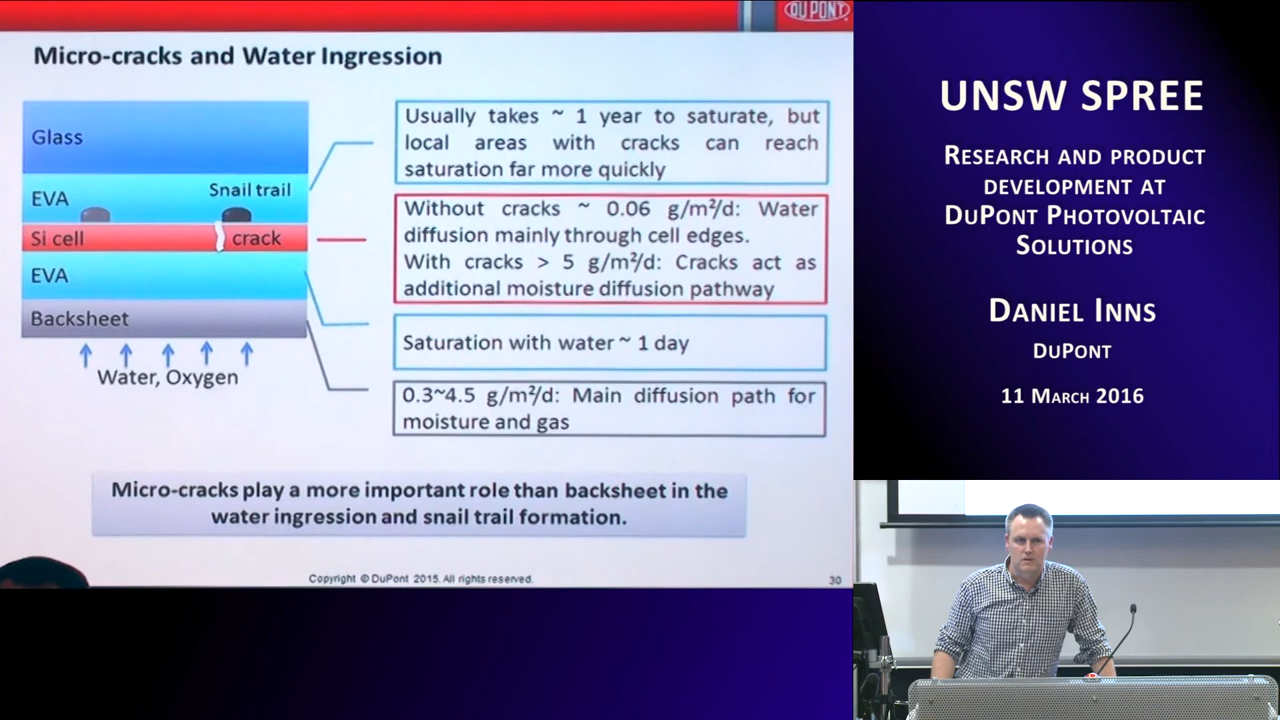 DUPONT
Micro-cracks and Water Ingression
Glass
EVA
Snail trail
Si cell
crack
EVA
Backsheet
Water, Oxygen
Usually takes ~ 1 year to saturate, but
local areas with cracks can reach
saturation far more quickly
Without cracks ~ 0.06 g/m²/d: Water
diffusion mainly through cell edges.
With cracks > 5 g/m²/d: Cracks act as
additional moisture diffusion pathway
Saturation with water ~ 1 day
0.3~4.5 g/m²/d: Main diffusion path for
moisture and gas
Micro-cracks play a more important role than backsheet in the
water ingression and snail trail formation.
Copyright © DuPont 2015. All rights reserved.
30
UNSW SPREE
Research and product
development at
DuPont Photovoltaic
Solutions
Daniel Inns
DuPont
11 March 2016